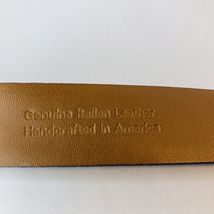 Genuine Italian Leather
Handcrafted in America